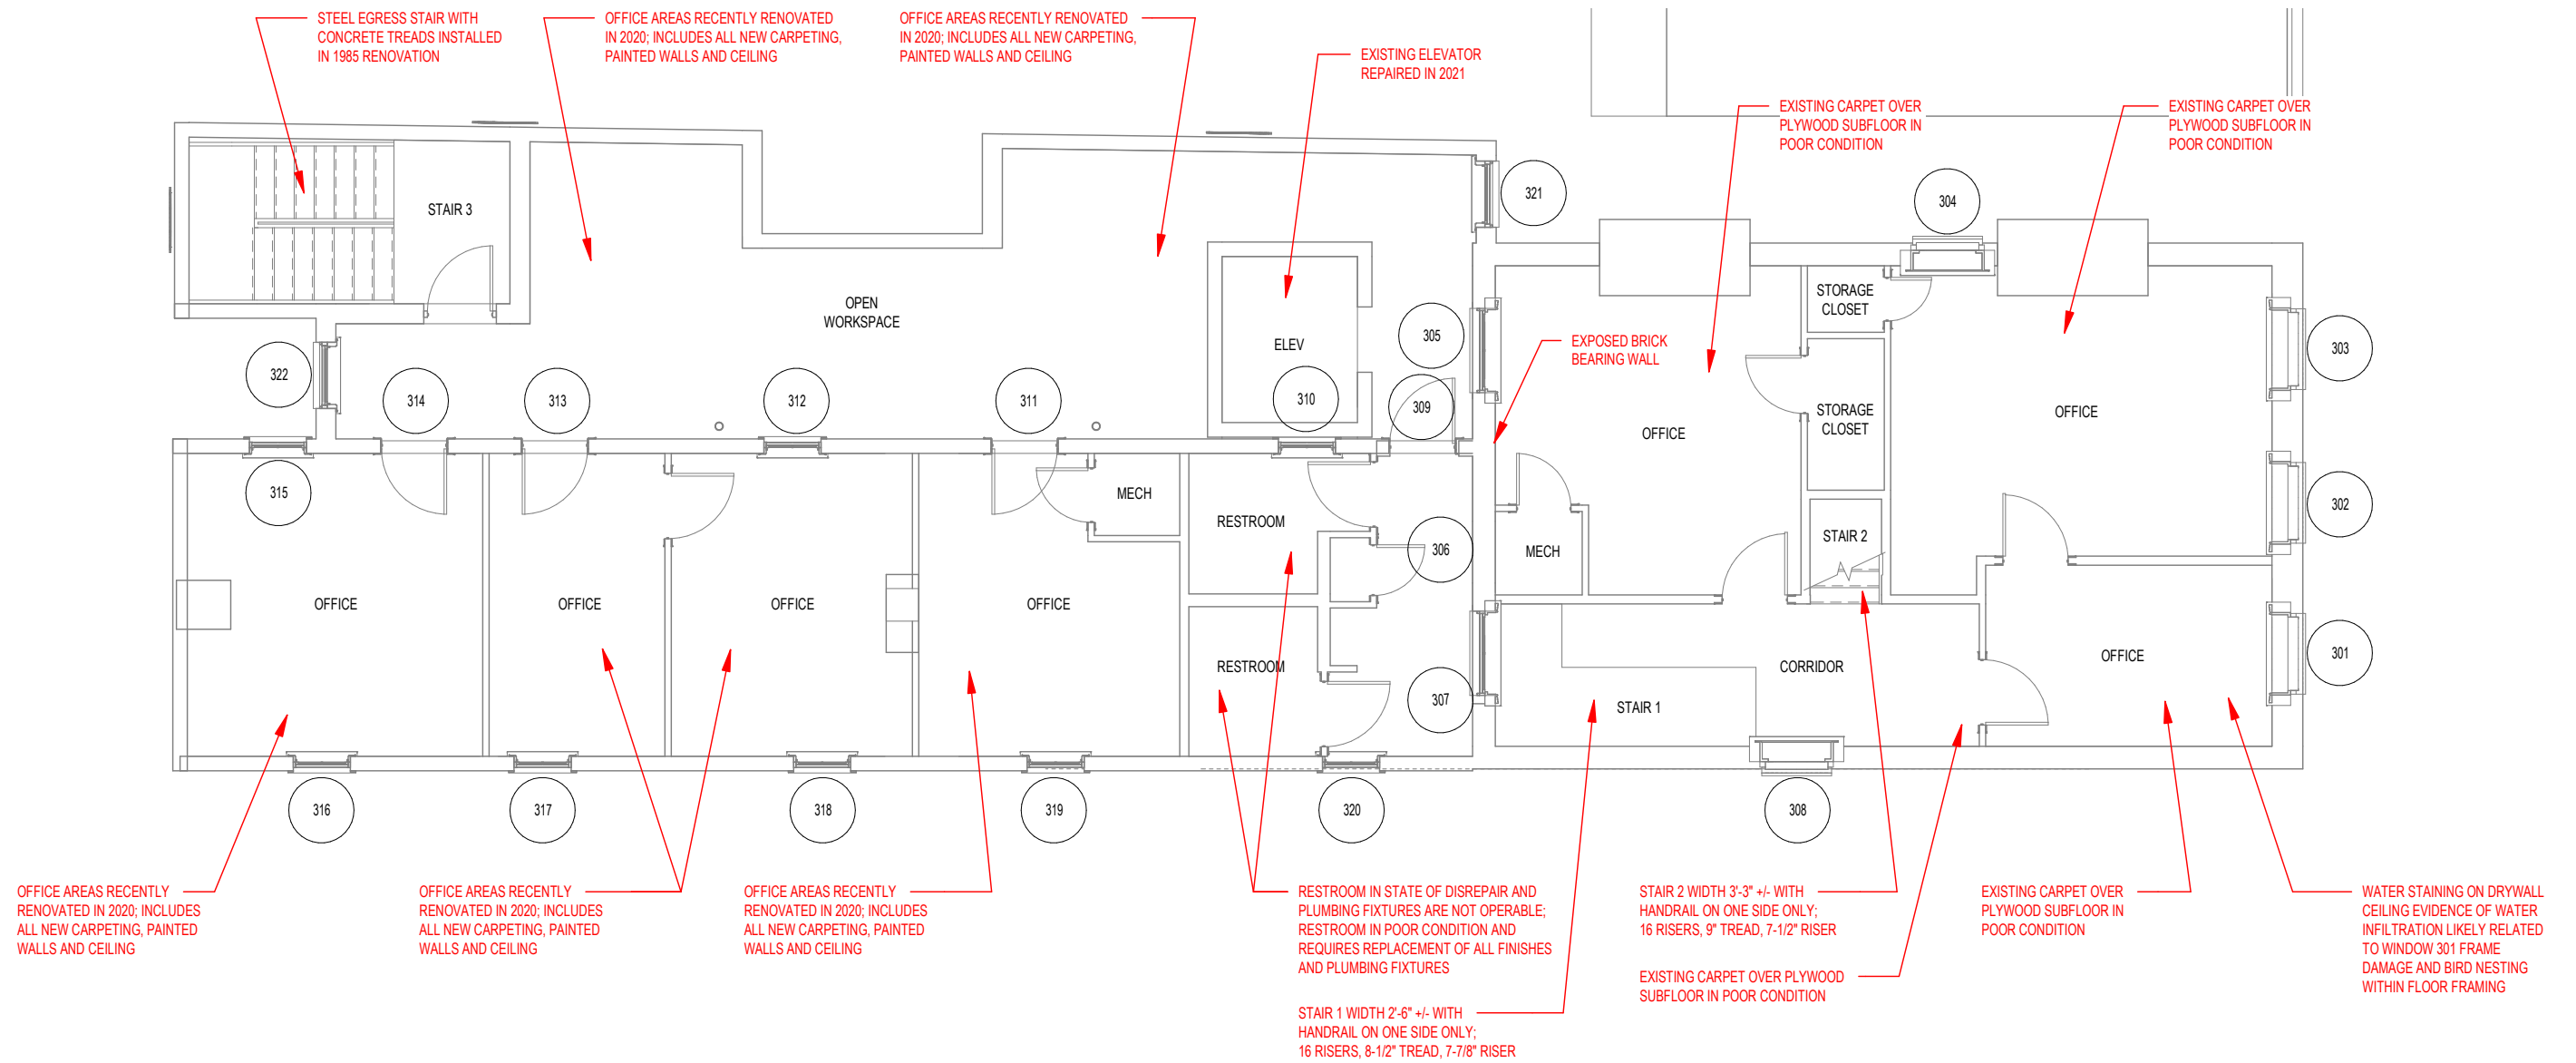 STEEL EGRESS STAIR WITH
CONCRETE TREADS INSTALLED
IN 1985 RENOVATION
OFFICE AREAS RECENTLY RENOVATED
IN 2020; INCLUDES ALL NEW CARPETING,
PAINTED WALLS AND CEILING
OFFICE AREAS RECENTLY RENOVATED
IN 2020; INCLUDES ALL NEW CARPETING,
PAINTED WALLS AND CEILING
EXISTING ELEVATOR
REPAIRED IN 2021
EXISTING CARPET OVER
PLYWOOD SUBFLOOR IN
POOR CONDITION
EXISTING CARPET OVER
PLYWOOD SUBFLOOR IN
POOR CONDITION
STAIR 3
321
304
OPEN
WORKSPACE
STORAGE
CLOSET
305
ELEV
EXPOSED BRICK
BEARING WALL
303
322
314
313
312
311
310
309
OFFICE
STORAGE
CLOSET
OFFICE
315
MECH
302
RESTROOM
306
MECH
STAIR 2
OFFICE
OFFICE
OFFICE
OFFICE
RESTROOM
307
CORRIDOR
STAIR 1
OFFICE
301
316
317
318
319
320
308
OFFICE AREAS RECENTLY
RENOVATED IN 2020; INCLUDES
ALL NEW CARPETING, PAINTED
WALLS AND CEILING
OFFICE AREAS RECENTLY
RENOVATED IN 2020; INCLUDES
ALL NEW CARPETING, PAINTED
WALLS AND CEILING
OFFICE AREAS RECENTLY
RENOVATED IN 2020; INCLUDES
ALL NEW CARPETING, PAINTED
WALLS AND CEILING
RESTROOM IN STATE OF DISREPAIR AND
PLUMBING FIXTURES ARE NOT OPERABLE;
RESTROOM IN POOR CONDITION AND
REQUIRES REPLACEMENT OF ALL FINISHES
AND PLUMBING FIXTURES
STAIR 1 WIDTH 2'-6" +/- WITH
HANDRAIL ON ONE SIDE ONLY;
16 RISERS, 8-1/2" TREAD, 7-7/8" RISER
STAIR 2 WIDTH 3'-3" +/- WITH
HANDRAIL ON ONE SIDE ONLY;
16 RISERS, 9" TREAD, 7-1/2" RISER
EXISTING CARPET OVER PLYWOOD
SUBFLOOR IN POOR CONDITION
EXISTING CARPET OVER
PLYWOOD SUBFLOOR IN
POOR CONDITION
WATER STAINING ON DRYWALL
CEILING EVIDENCE OF WATER
INFILTRATION LIKELY RELATED
TO WINDOW 301 FRAME
DAMAGE AND BIRD NESTING
WITHIN FLOOR FRAMING